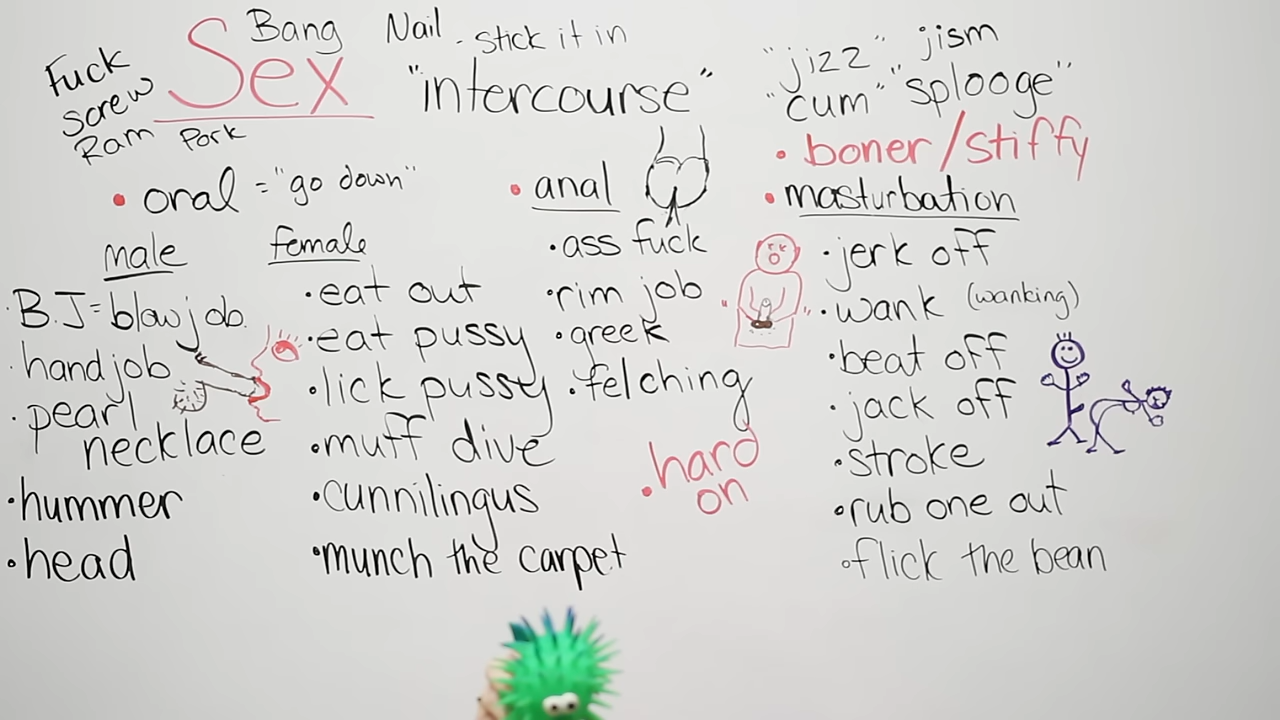 Bang Nail - stick it in
Fuck Sex
screw
Ram Pork
"intercourse"
"jizz" jism
"cum" "splooge"
• boner/stiffy
• oral = "go down"
male
• B.J = blow job
• handjob
• pearl
necklace
• hummer
• head
female
• eat out
• eat pussy
• lick pussy
• muff dive
• cunnilingus
• munch the carpet
• anal
• ass fuck
• rim job
• greek
• felching
• hard
on
• masturbation
• jerk off
• wank (wanking)
• beat off
• jack off
• stroke
• rub one out
• flick the bean